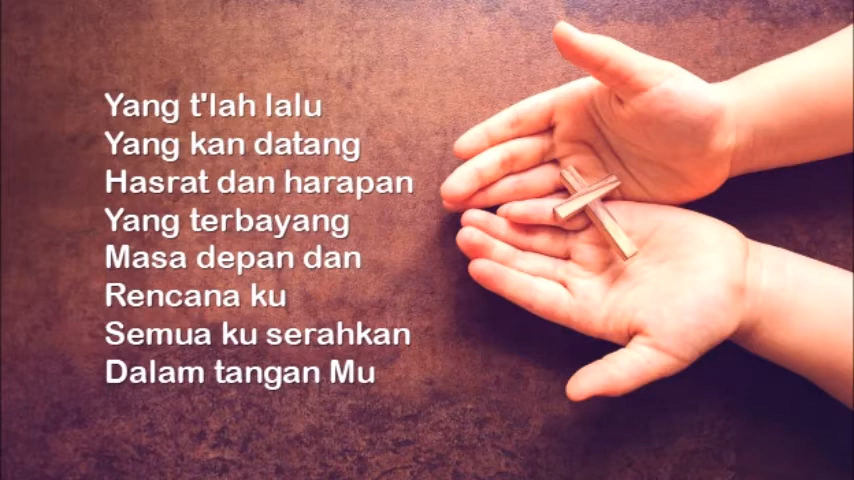 Yang t'lah lalu
Yang kan datang
Hasrat dan harapan
Yang terbayang
Masa depan dan
Rencana ku
Semua ku serahkan
Dalam tangan Mu